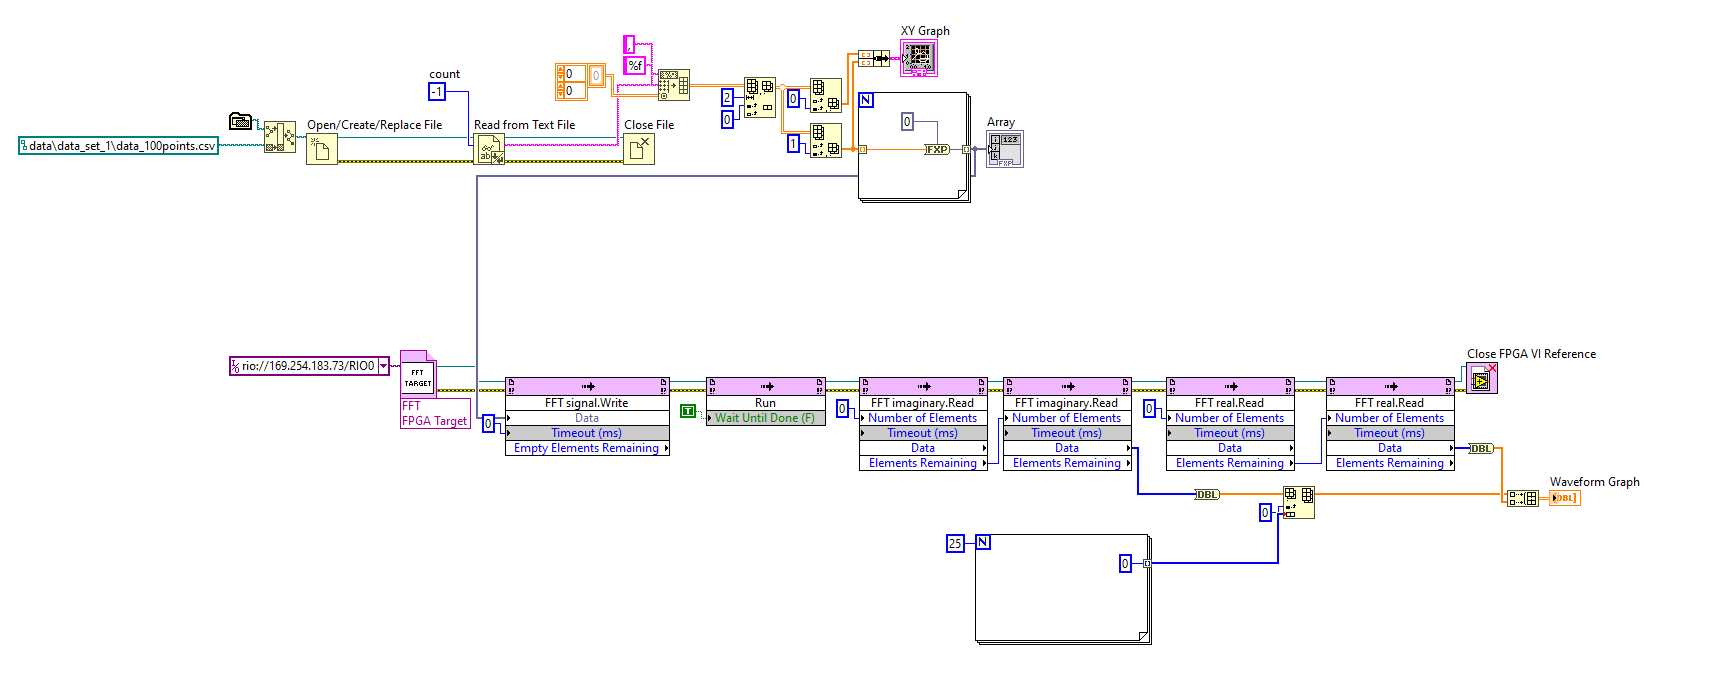 XY Graph
,
%f
0
0
0
count
-1
2
0
0
1
N
0
FXP
Array
123
FXP
Open/Create/Replace File
Read from Text File
Close File
data\data_set_1\data_100points.csv
rio://169.254.183.73/RIO0
FFT
TARGET
FFT
FPGA Target
FFT signal.Write
Data
0
Timeout (ms)
Empty Elements Remaining
Run
T
Wait Until Done (F)
FFT imaginary.Read
0
Number of Elements
Timeout (ms)
Data
Elements Remaining
FFT imaginary.Read
Number of Elements
Timeout (ms)
Data
Elements Remaining
FFT real.Read
0
Number of Elements
Timeout (ms)
Data
Elements Remaining
FFT real.Read
Number of Elements
Timeout (ms)
Data
Elements Remaining
Close FPGA VI Reference
DBL
DBL
0
Waveform Graph
DBL
25
N
0